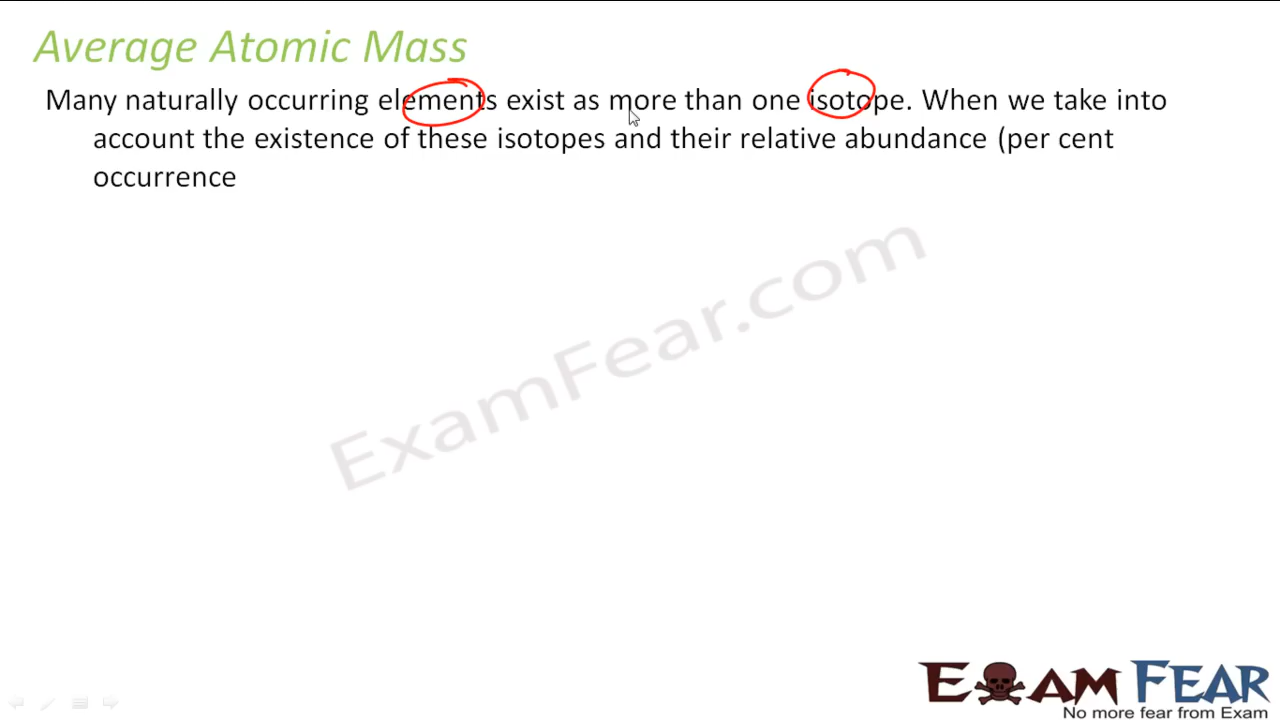 Average Atomic Mass
Many naturally occurring elements exist as more than one isotope. When we take into
account the existence of these isotopes and their relative abundance (per cent
occurrence
ExamFear.com
EXAM FEAR
No more fear from Exam